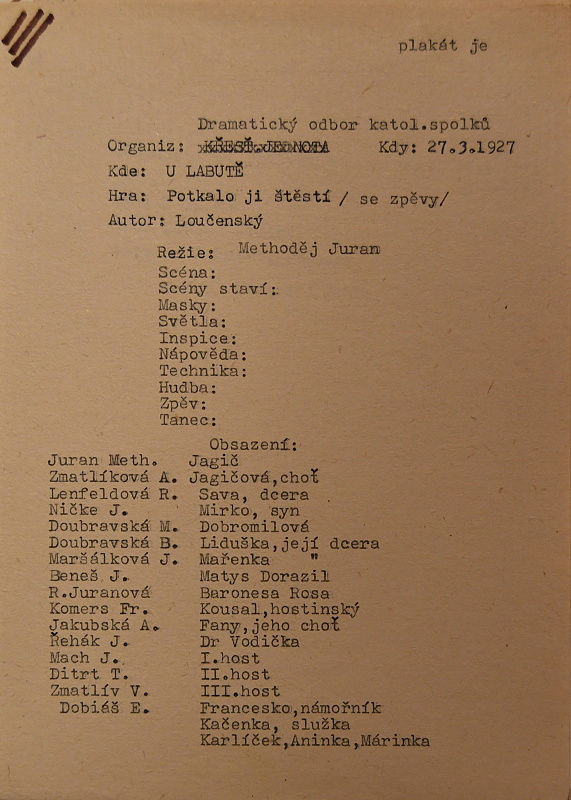 plakát je
Dramatický odbor katol.spolků
Organiz: KŘESŤ.JEDNOTA Kdy: 27.3.1927
Kde: U LABUTĚ
Hra: Potkalo ji štěstí / se zpěvy/
Autor: Loučenský
Režie: Methoděj Juran
Scéna:
Scény staví:
Masky:
Světla:
Inspice:
Nápověda:
Technika:
Hudba:
Zpěv:
Tanec:
Obsazení:
Juran Meth. Jagič
Zmatlíková A. Jagičová,choť
Lenfeldová R. Sava, dcera
Ničke J. Mirko, syn
Doubravská M. Dobromilová
Doubravská B. Liduška,její dcera
Maršálková J. Mařenka "
Beneš J. Matys Dorazil
R.Juranová Baronesa Rosa
Komers Fr. Kousal,hostinský
Jakubská A. Fany,jeho choť
Řehák J. Dr Vodička
Mach J. I.host
Ditrt T. II.host
Zmatlív V. III.host
Dobiáš E. Francesko,námořník
Kačenka, služka
Karlíček,Aninka,Márinka